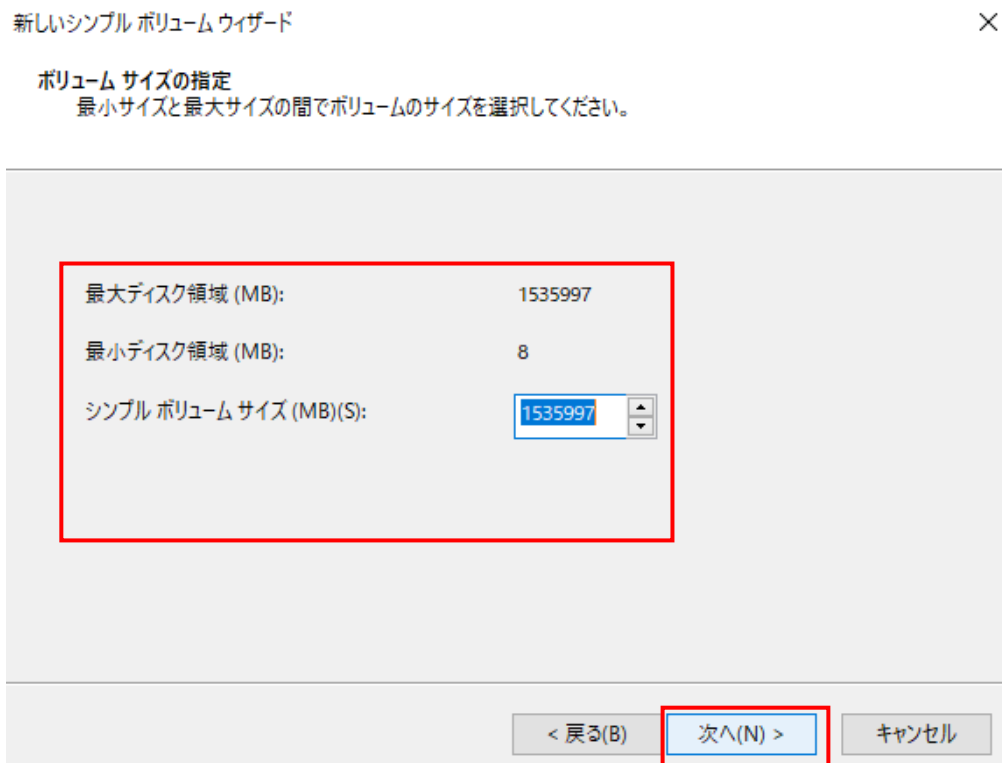 新しいシンプル ボリューム ウィザード
ボリューム サイズの指定
最小サイズと最大サイズの間でボリュームのサイズを選択してください。
最大ディスク領域 (MB): 1535997
最小ディスク領域 (MB): 8
シンプル ボリューム サイズ (MB)(S): 1535997
< 戻る(B) 次へ(N) > キャンセル